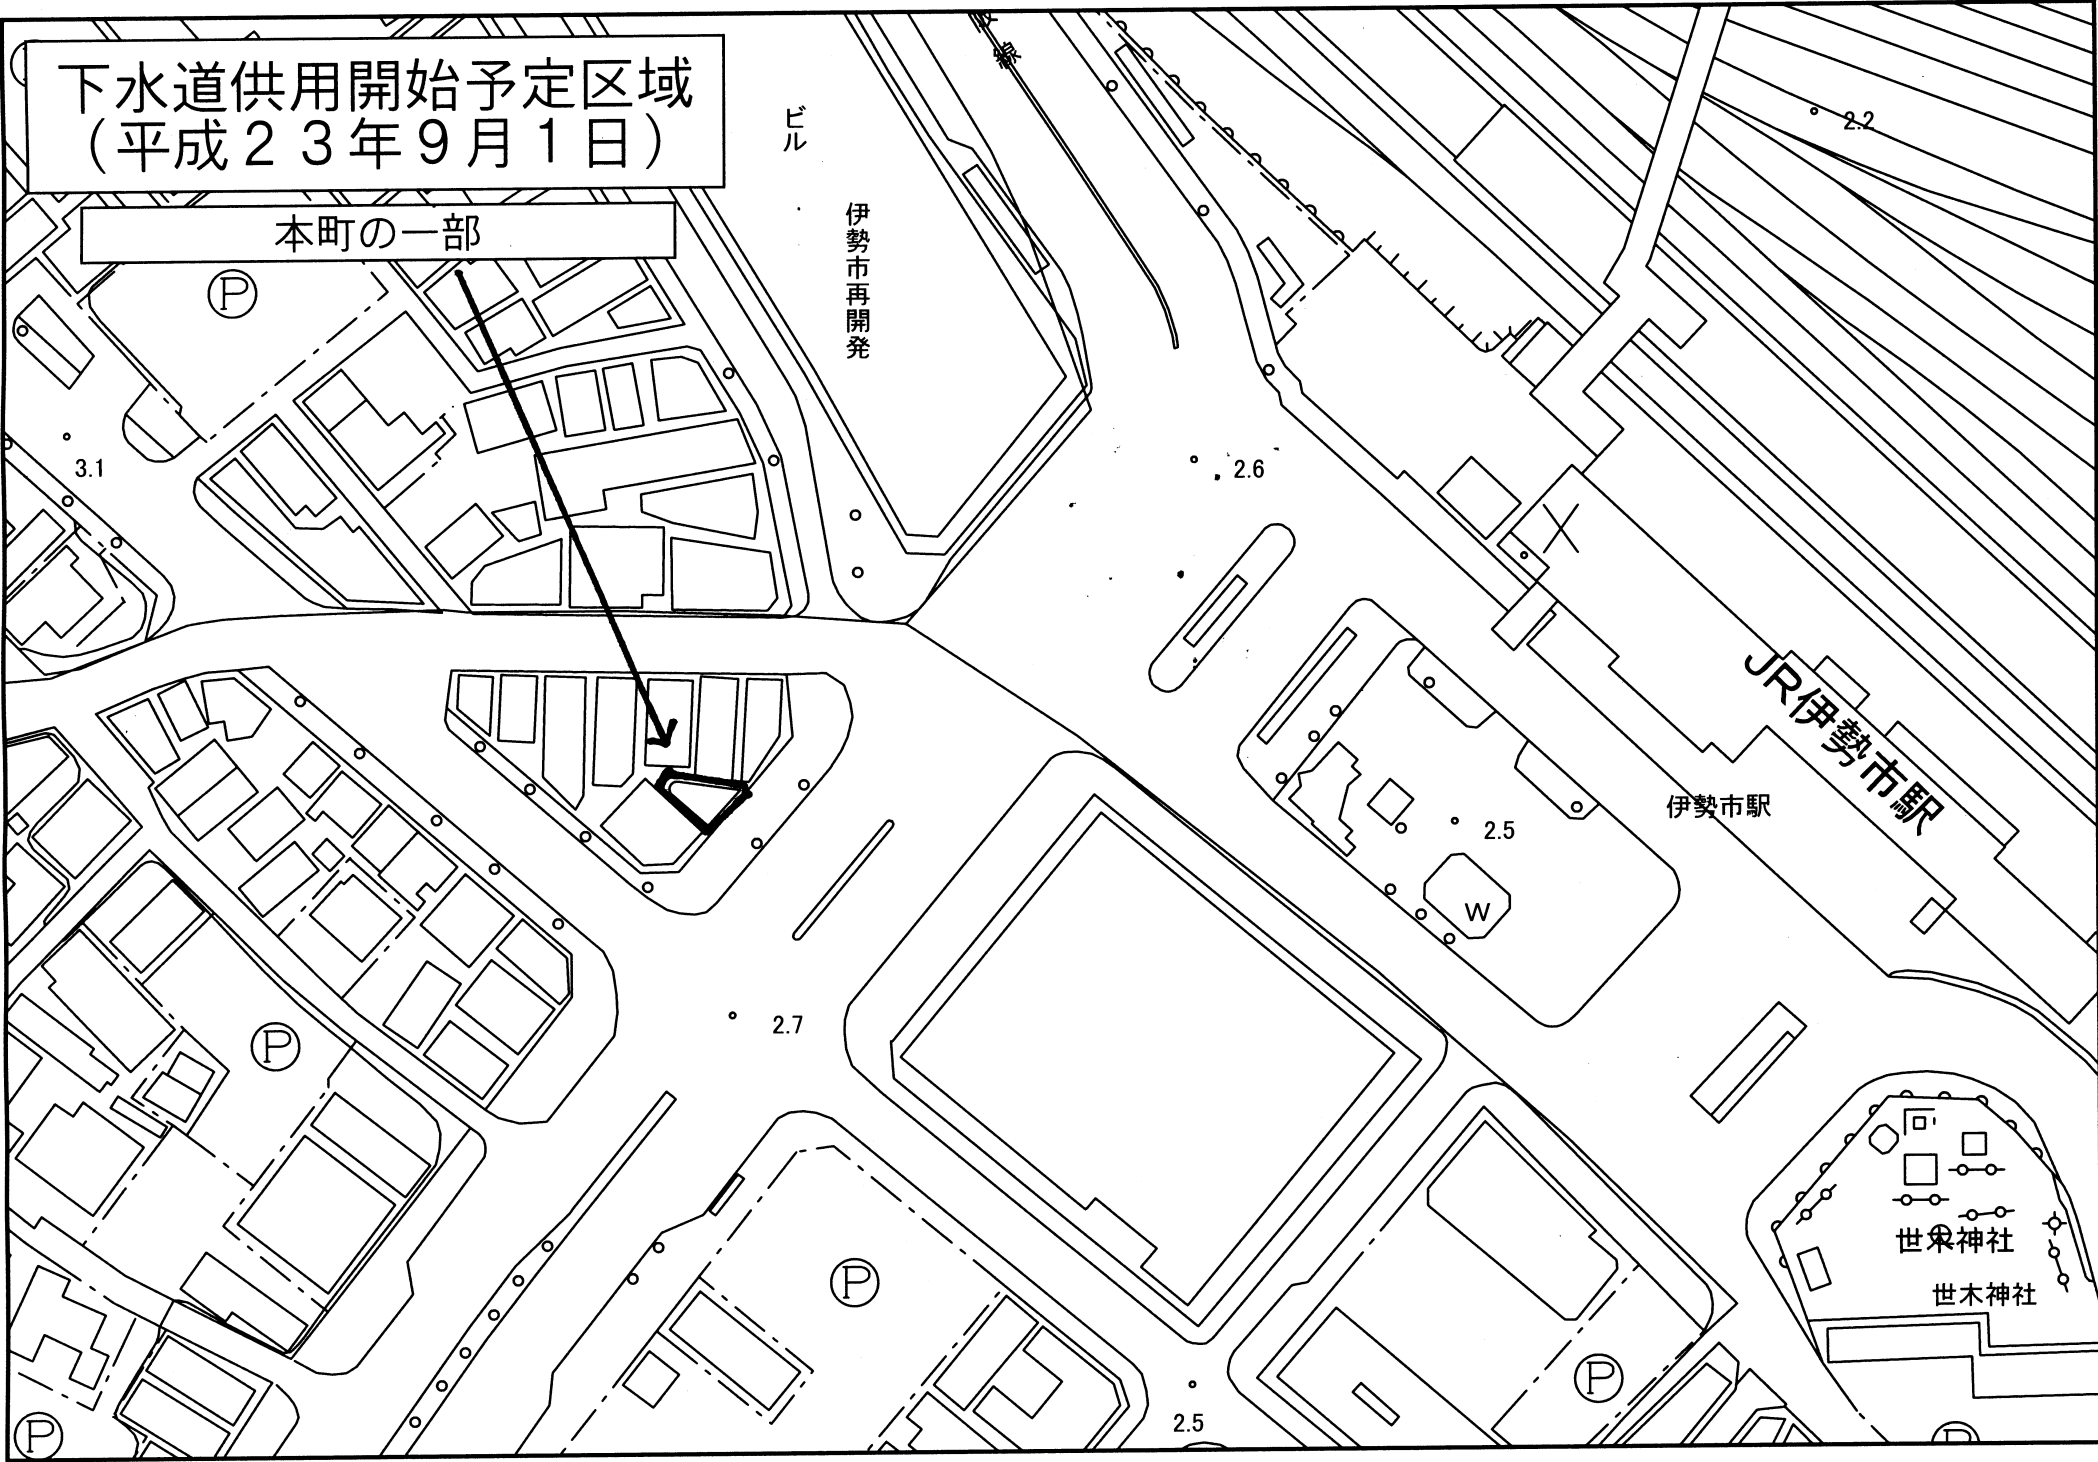 下水道供用開始予定区域
（平成２３年９月１日）
本町の一部
ビル
伊勢市再開発
線
2.2
P
3.1
2.6
JR伊勢市駅
伊勢市駅
2.5
W
2.7
P
世木神社
世木神社
P
P
2.5
P
P